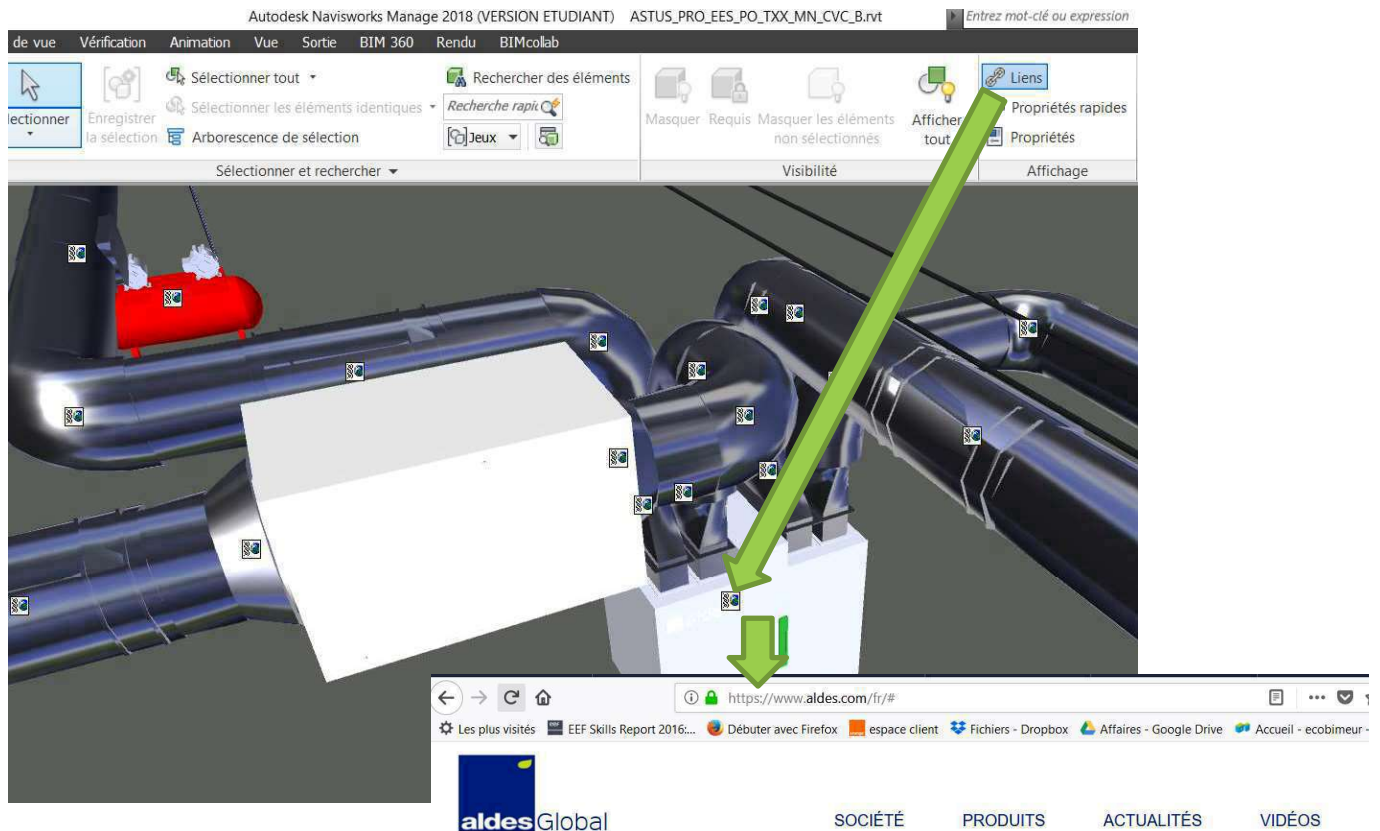 Autodesk Navisworks Manage 2018 (VERSION ETUDIANT) ASTUS_PRO_EES_PO_TXX_MN_CVC_B.rvt Entrez mot-clé ou expression
de vue Vérification Animation Vue Sortie BIM 360 Rendu BIMcollab
Sélectionner tout
Rechercher des éléments
Liens
Sélectionner les éléments identiques
Propriétés rapides
lectionner
Enregistrer
la sélection
Arborescence de sélection
Jeux
Masquer Requis Masquer les éléments
non sélectionnés
Afficher
tout
Propriétés
Sélectionner et rechercher Visibilité Affichage
https://www.aldes.com/fr/#
Les plus visités EEF Skills Report 2016:... Débuter avec Firefox espace client Fichiers - Dropbox Affaires - Google Drive Accueil - ecobimeur -
aldes Global SOCIÉTÉ PRODUITS ACTUALITÉS VIDÉOS